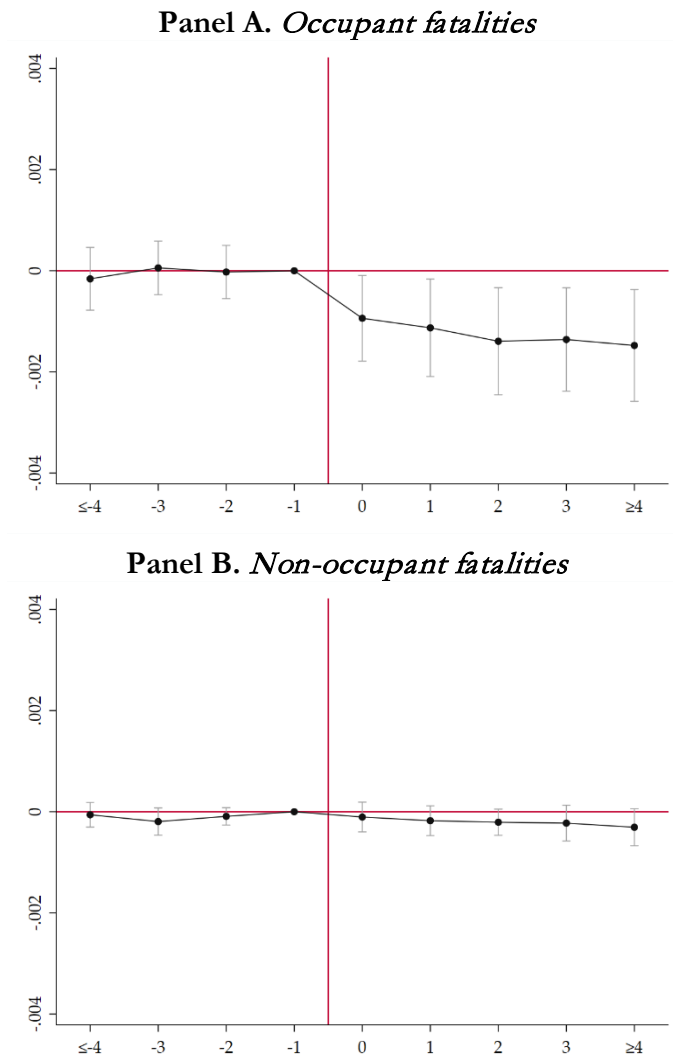 Panel A. Occupant fatalities
.004
.002
0
-.002
-.004
≤-4 -3 -2 -1 0 1 2 3 ≥4
Panel B. Non-occupant fatalities
.004
.002
0
-.002
-.004
≤-4 -3 -2 -1 0 1 2 3 ≥4